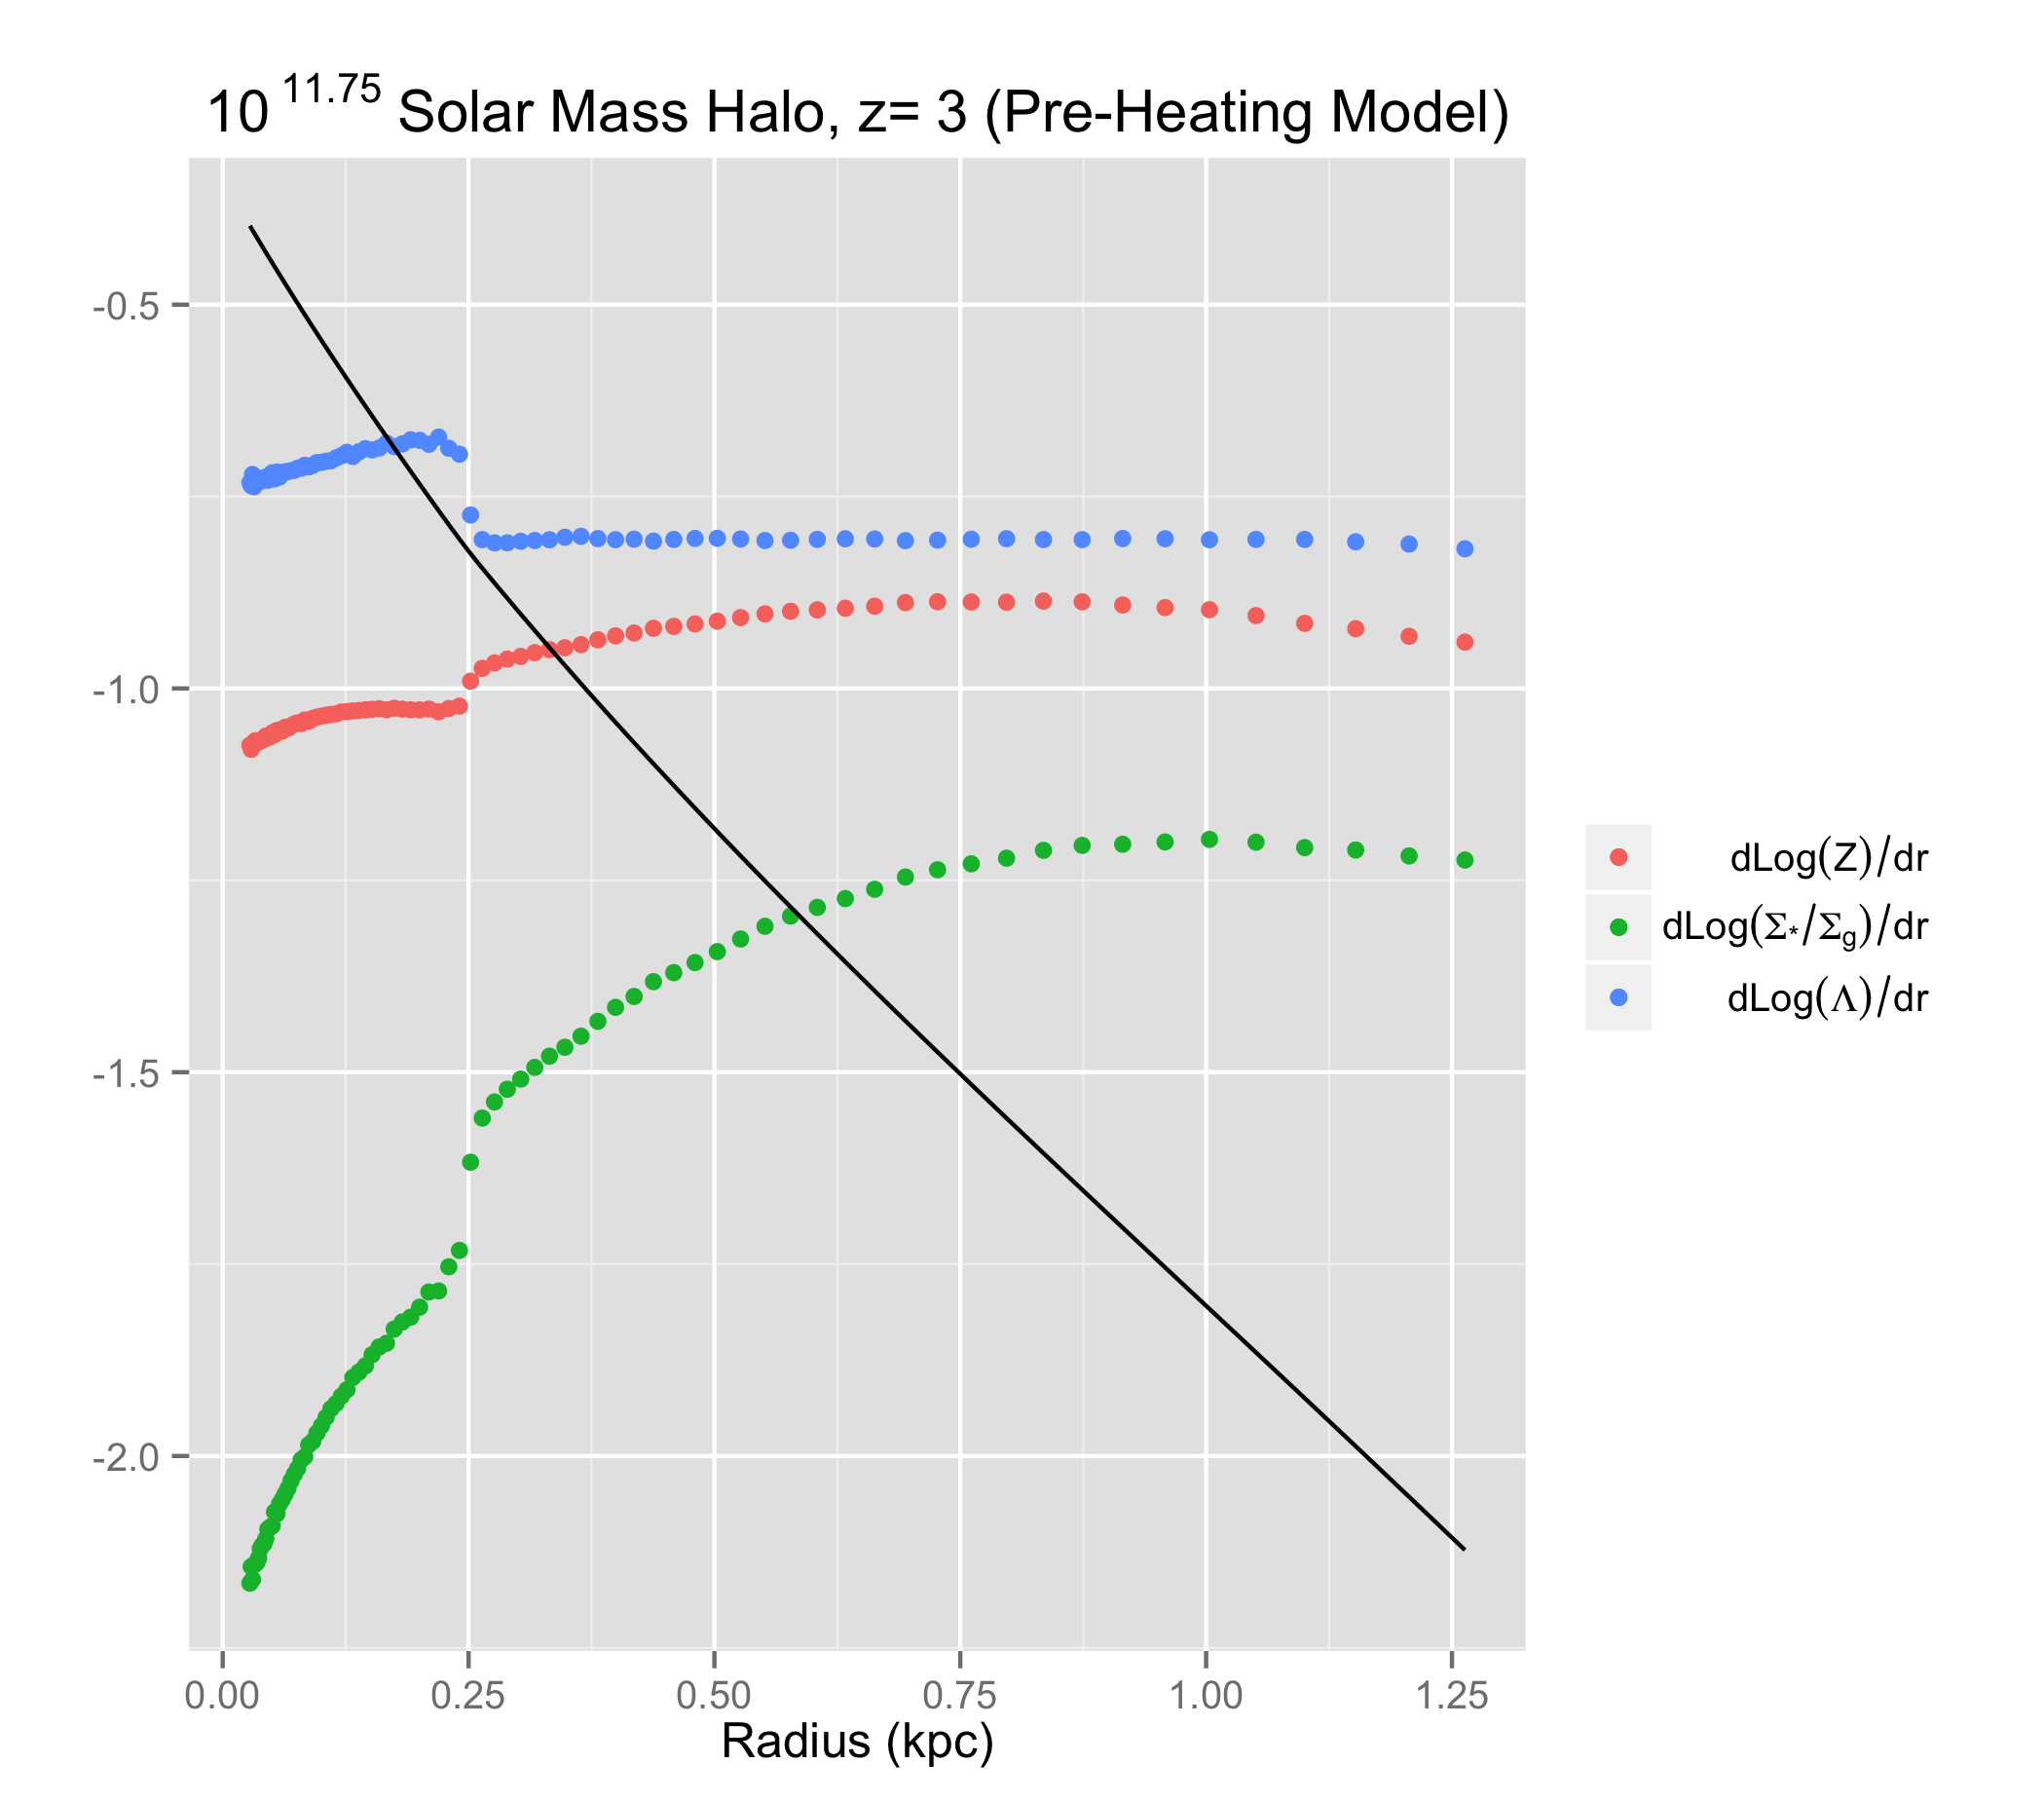 10 11.75 Solar Mass Halo, z= 3 (Pre-Heating Model)
-0.5
-1.0
-1.5
-2.0
0.00 0.25 0.50 0.75 1.00 1.25
Radius (kpc)
dLog(Z)/dr
dLog(Σ*/Σg)/dr
dLog(Λ)/dr